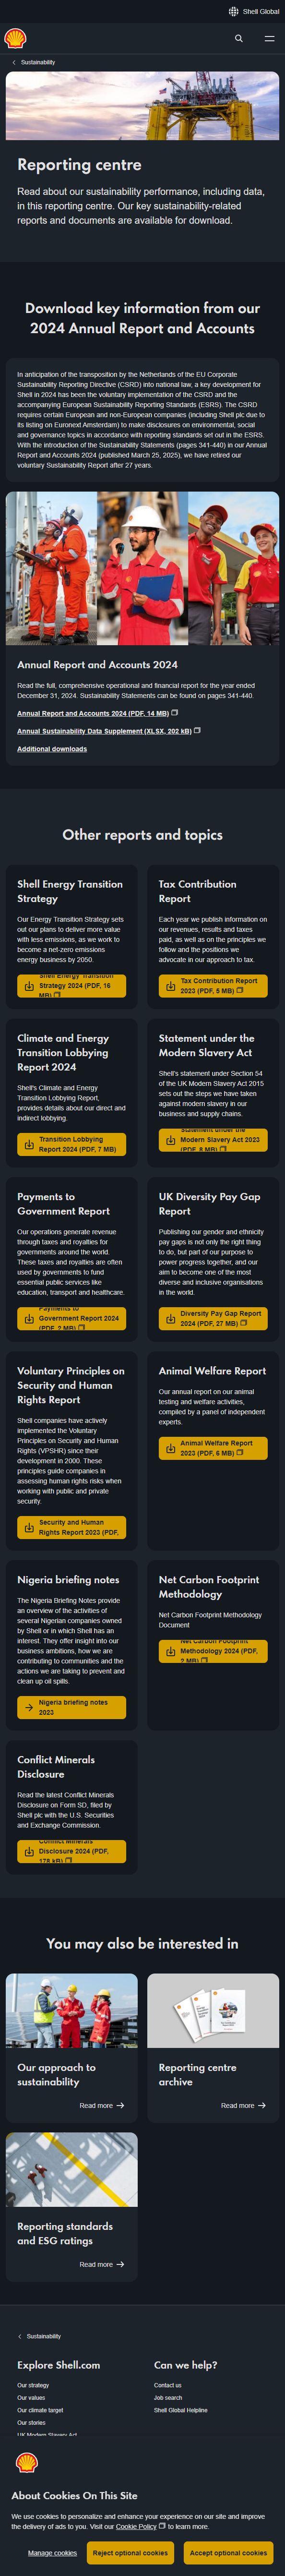 Shell Global
Sustainability
Reporting centre
Read about our sustainability performance, including data,
in this reporting centre. Our key sustainability-related
reports and documents are available for download.
Download key information from our
2024 Annual Report and Accounts
In anticipation of the transposition by the Netherlands of the EU Corporate
Sustainability Reporting Directive (CSRD) into national law, a key development for
Shell in 2024 has been the voluntary implementation of the CSRD and the
accompanying European Sustainability Reporting Standards (ESRS). The CSRD
requires certain European and non-European companies (including Shell plc due to
its listing on Euronext Amsterdam) to make disclosures on environmental, social
and governance topics in accordance with reporting standards set out in the ESRS.
With the introduction of the Sustainability Statements (pages 341-440) in our Annual
Report and Accounts 2024 (published March 25, 2025), we have retired our
voluntary Sustainability Report after 27 years.
Annual Report and Accounts 2024
Read the full, comprehensive operational and financial report for the year ended
December 31, 2024. Sustainability Statements can be found on pages 341-440.
Annual Report and Accounts 2024 (PDF, 14 MB)
Annual Sustainability Data Supplement (XLSX, 202 kB)
Additional downloads
Other reports and topics
Shell Energy Transition
Strategy
Our Energy Transition Strategy sets
out our plans to deliver more value
with less emissions, as we work to
become a net-zero emissions
energy business by 2050.
Shell Energy Transition
Strategy 2024 (PDF, 16
MB)
Tax Contribution
Report
Each year we publish information on
our revenues, results and taxes
paid, as well as on the principles we
follow and the positions we
advocate in our approach to tax.
Tax Contribution Report
2023 (PDF, 5 MB)
Climate and Energy
Transition Lobbying
Report 2024
Shell's Climate and Energy
Transition Lobbying Report,
provides details about our direct and
indirect lobbying.
Transition Lobbying
Report 2024 (PDF, 7 MB)
Statement under the
Modern Slavery Act
Shell's statement under Section 54
of the UK Modern Slavery Act 2015
sets out the steps we have taken
against modern slavery in our
business and supply chains.
Statement under the
Modern Slavery Act 2023
(PDF, 8 MB)
Payments to
Government Report
Our operations generate revenue
through taxes and royalties for
governments around the world.
These taxes and royalties are often
used by governments to fund
essential public services like
education, transport and healthcare.
Payments to
Government Report 2024
(PDF, 2 MB)
UK Diversity Pay Gap
Report
Publishing our gender and ethnicity
pay gaps is not only the right thing
to do, but part of our purpose to
power progress together, and our
aim to become one of the most
diverse and inclusive organisations
in the world.
Diversity Pay Gap Report
2024 (PDF, 27 MB)
Voluntary Principles on
Security and Human
Rights Report
Shell companies have actively
implemented the Voluntary
Principles on Security and Human
Rights (VPSHR) since their
development in 2000. These
principles guide companies in
assessing human rights risks when
working with public and private
security.
Security and Human
Rights Report 2023 (PDF,
Animal Welfare Report
Our annual report on our animal
testing and welfare activities,
compiled by a panel of independent
experts.
Animal Welfare Report
2023 (PDF, 6 MB)
Nigeria briefing notes
The Nigeria Briefing Notes provide
an overview of the activities of
several Nigerian companies owned
by Shell or in which Shell has an
interest. They offer insight into our
business ambitions, how we are
contributing to communities and the
actions we are taking to prevent and
clean up oil spills.
Nigeria briefing notes
2023
Net Carbon Footprint
Methodology
Net Carbon Footprint Methodology
Document
Net Carbon Footprint
Methodology 2024 (PDF,
2 MB)
Conflict Minerals
Disclosure
Read the latest Conflict Minerals
Disclosure on Form SD, filed by
Shell plc with the U.S. Securities
and Exchange Commission.
Conflict Minerals
Disclosure 2024 (PDF,
178 kB)
You may also be interested in
Our approach to
sustainability
Read more
Reporting centre
archive
Read more
Reporting standards
and ESG ratings
Read more
Sustainability
Explore Shell.com
Our strategy
Our values
Our climate target
Our stories
UK Modern Slavery Act
Can we help?
Contact us
Job search
Shell Global Helpline
About Cookies On This Site
We use cookies to personalize and enhance your experience on our site and improve
the delivery of ads to you. Visit our Cookie Policy to learn more.
Manage cookies
Reject optional cookies
Accept optional cookies